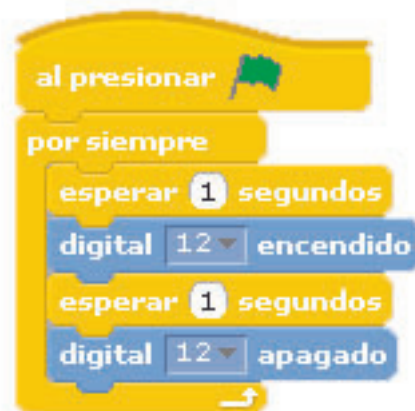 al presionar
por siempre
esperar 1 segundos
digital 12 encendido
esperar 1 segundos
digital 12 apagado